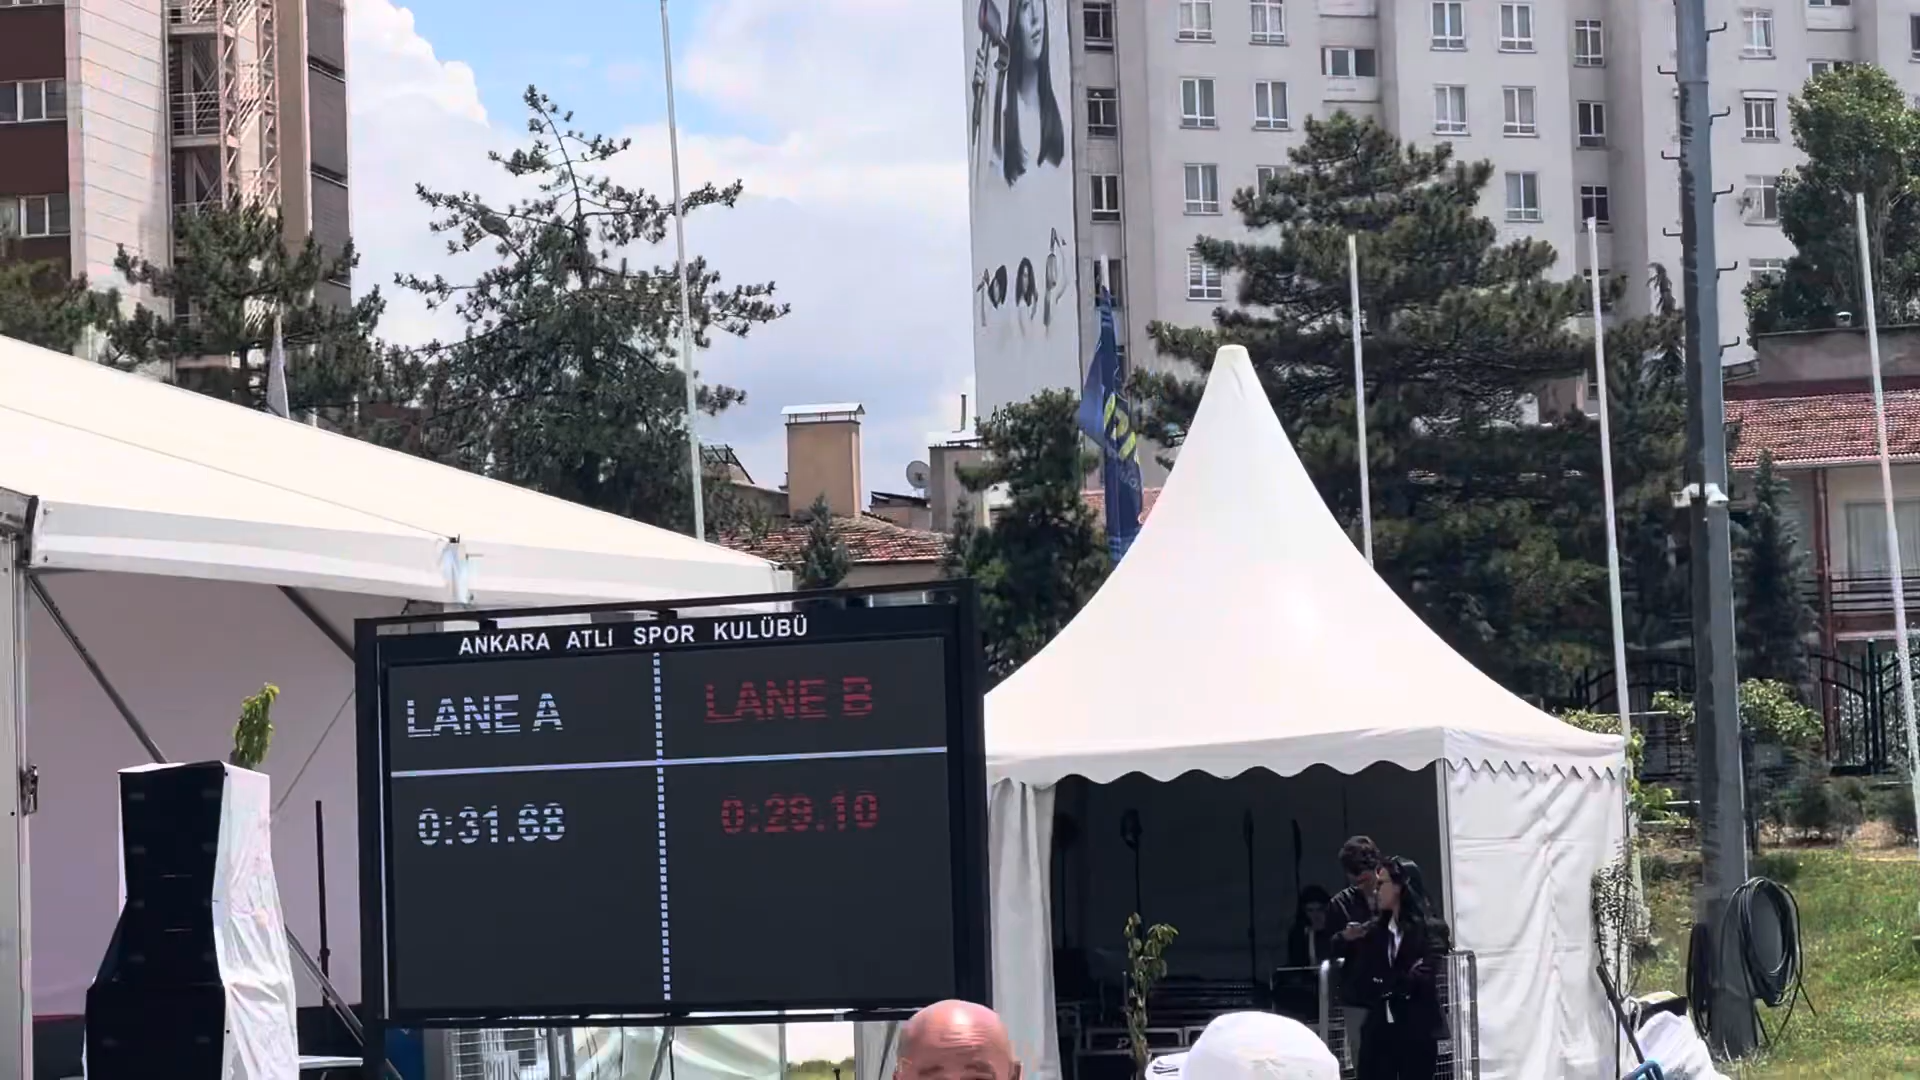 ANKARA ATLI SPOR KULÜBÜ
LANE A
LANE B
0:31.68
0:29.10